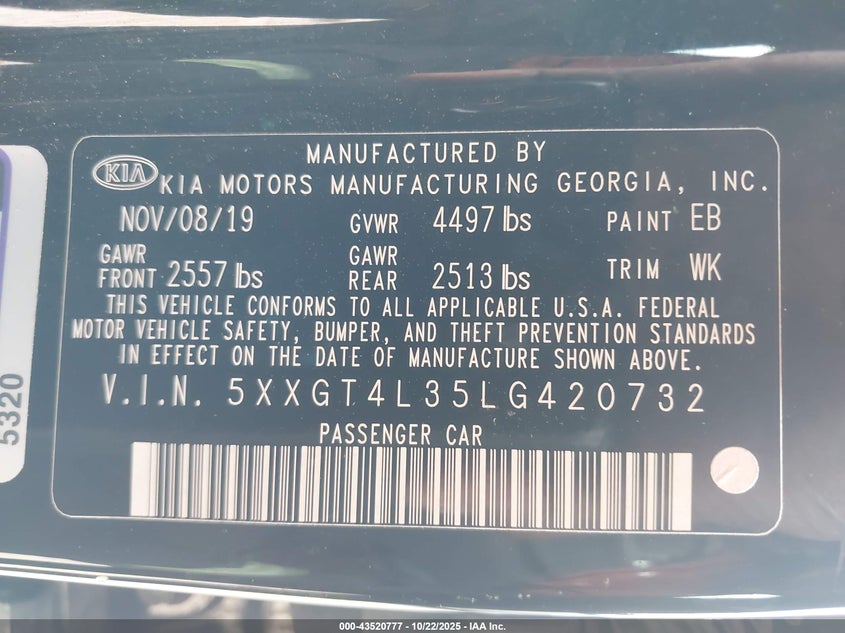 MANUFACTURED BY
KIA KIA MOTORS MANUFACTURING GEORGIA, INC.
NOV/08/19 GVWR 4497 lbs PAINT EB
GAWR FRONT 2557 lbs GAWR REAR 2513 lbs TRIM WK
THIS VEHICLE CONFORMS TO ALL APPLICABLE U.S.A. FEDERAL
MOTOR VEHICLE SAFETY, BUMPER, AND THEFT PREVENTION STANDARDS
IN EFFECT ON THE DATE OF MANUFACTURE SHOWN ABOVE.
V.I.N. 5XXGT4L35LG420732
PASSENGER CAR
5320
000-43520777 - 10/22/2025 - IAA Inc.